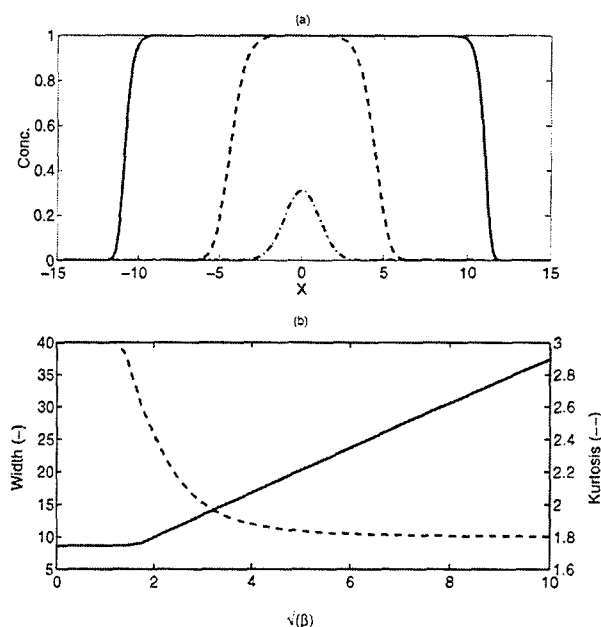 (a)
1
0.8
0.6
0.4
0.2
0
Conc.
−15 −10 −5 0 5 10 15
X
(b)
40 3
35 2.8
30 2.6
25 2.4
20 2.2
15 2
10 1.8
5 1.6
Width (−)
Kurtosis (− −)
0 2 4 6 8 10
√(β)